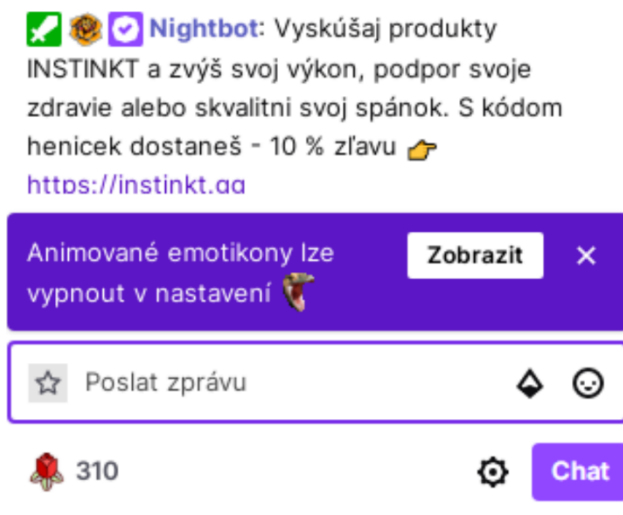 Nightbot: Vyskúšaj produkty
INSTINKT a zvýš svoj výkon, podpor svoje
zdravie alebo skvalitni svoj spánok. S kódom
henicek dostaneš - 10 % zľavu 👉
https://instinkt.gg
Animované emotikony lze
vypnout v nastavení
Zobrazit
Poslat zprávu
310
Chat